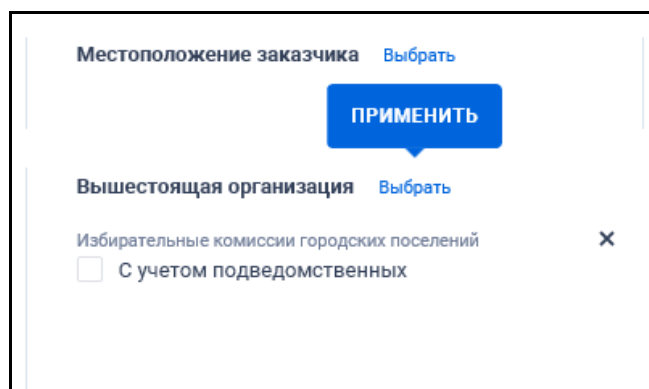 Местоположение заказчика Выбрать
ПРИМЕНИТЬ
Вышестоящая организация Выбрать
Избирательные комиссии городских поселений
С учетом подведомственных